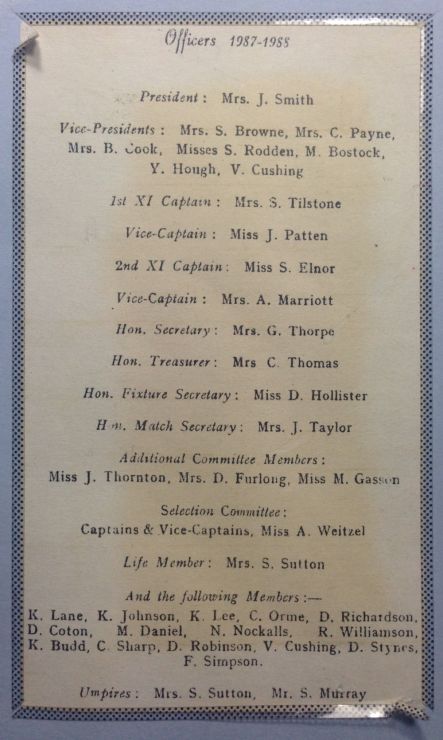 Officers 1987-1988
President : Mrs. J. Smith
Vice-Presidents : Mrs. S. Browne, Mrs. C. Payne,
Mrs. B. Cook, Misses S. Rodden, M. Bostock,
Y. Hough, V. Cushing
1st XI Captain : Mrs. S. Tilstone
Vice-Captain : Miss J. Patten
2nd XI Captain : Miss S. Elnor
Vice-Captain : Mrs. A. Marriott
Hon. Secretary : Mrs. G. Thorpe
Hon. Treasurer : Mrs C. Thomas
Hon. Fixture Secretary : Miss D. Hollister
Hon. Match Secretary : Mrs. J. Taylor
Additional Committee Members :
Miss J. Thornton, Mrs. D. Furlong, Miss M. Gasson
Selection Committee :
Captains & Vice-Captains, Miss A. Weitzel
Life Member : Mrs. S. Sutton
And the following Members :—
K. Lane, K. Johnson, K. Lee, C. Orme, D. Richardson,
D. Coton, M. Daniel, N. Nockalls, R. Williamson,
K. Budd, C. Sharp, D. Robinson, V. Cushing, D. Stynes,
F. Simpson.
Umpires : Mrs. S. Sutton, Mr. S. Murray